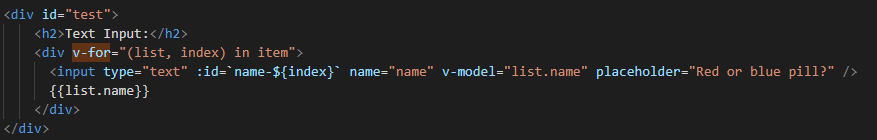 <div id="test">
<h2>Text Input:</h2>
<div v-for="(list, index) in item">
<input type="text" :id=`name-${index}` name="name" v-model="list.name" placeholder="Red or blue pill?" />
{{list.name}}
</div>
</div>